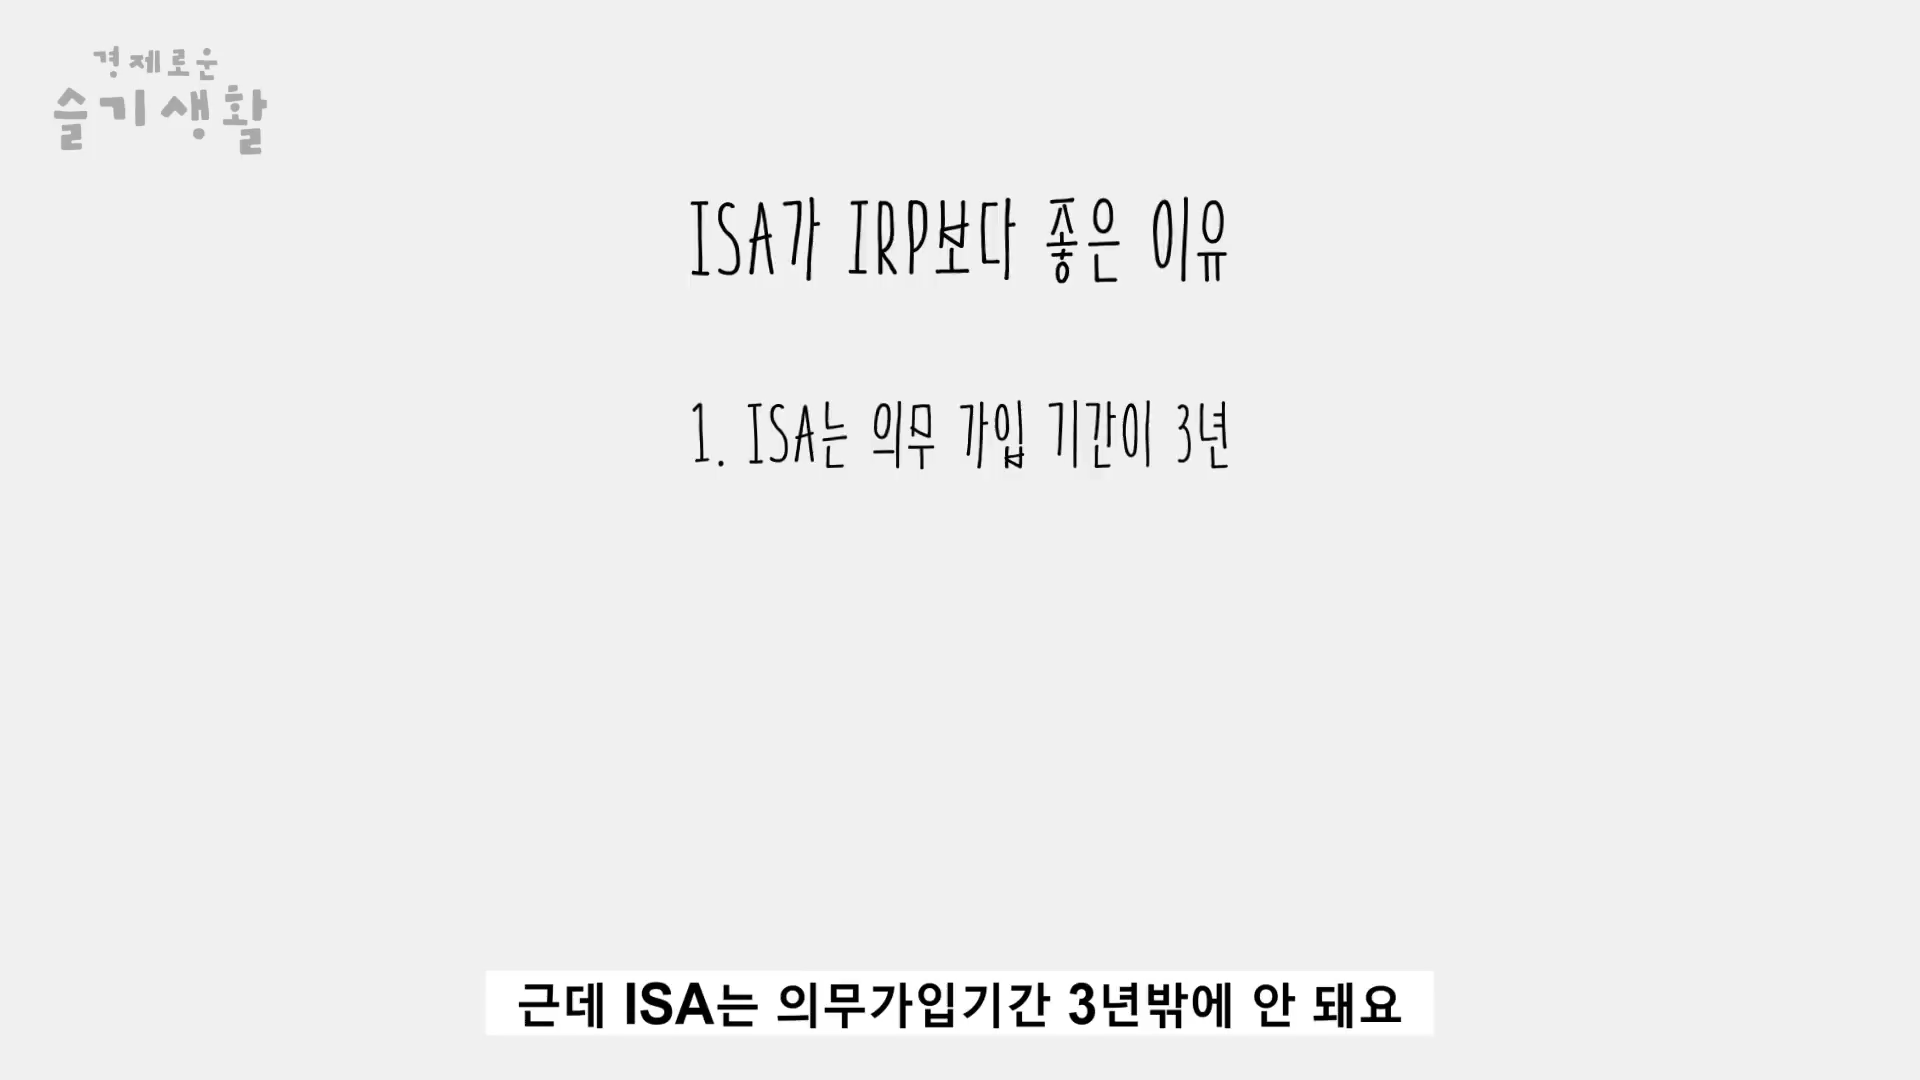 경제로운
슬기생활
ISA가 IRP보다 좋은 이유
1. ISA는 의무 가입 기간이 3년
근데 ISA는 의무가입기간 3년밖에 안 돼요